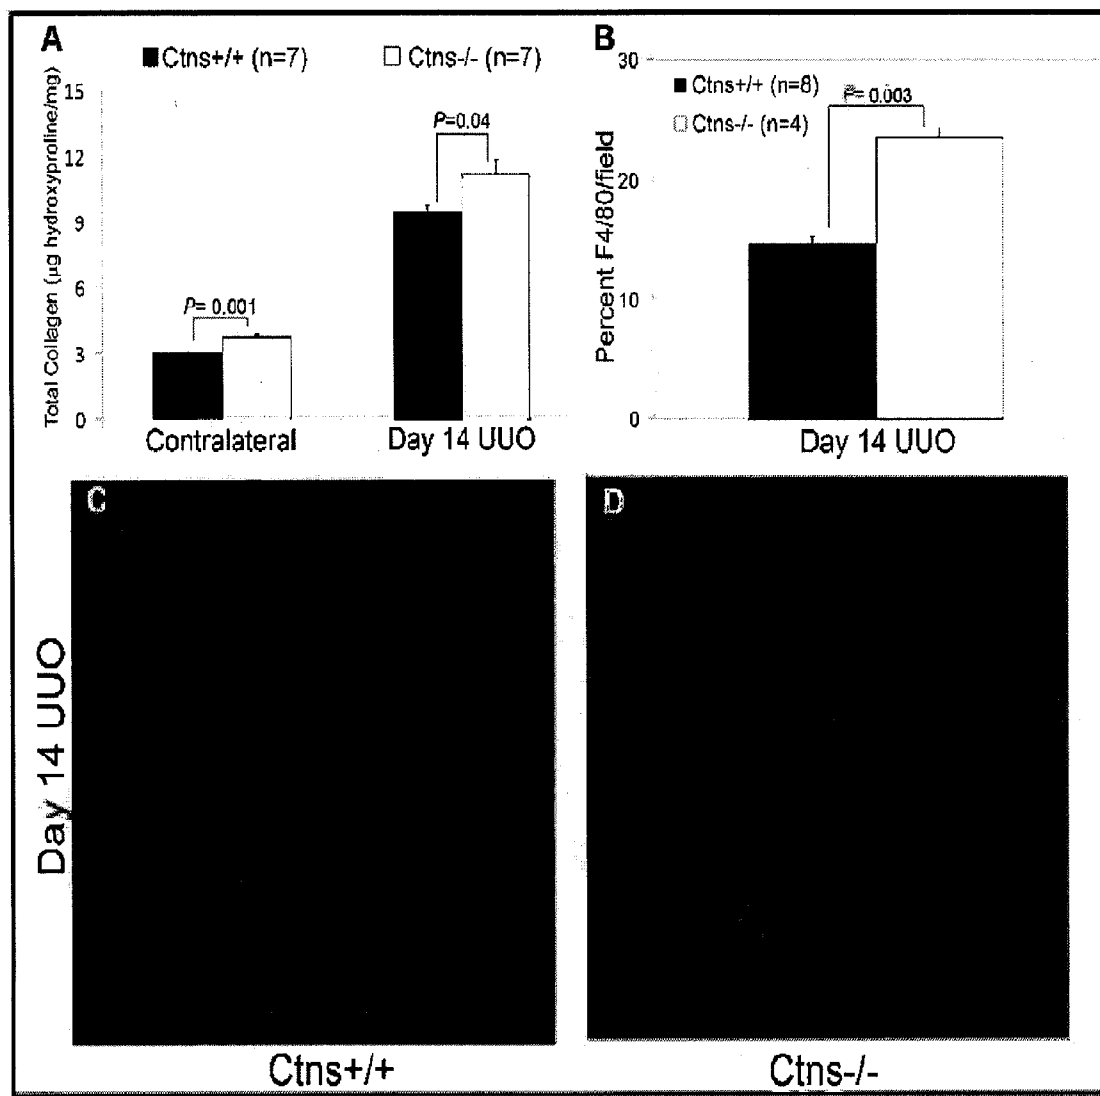 A
Ctns+/+ (n=7)
Ctns-/- (n=7)
Total Collagen (µg hydroxyproline/mg)
15
12
9
6
3
0
P= 0.001
P=0.04
Contralateral
Day 14 UUO
B
Ctns+/+ (n=8)
Ctns-/- (n=4)
Percent F4/80/field
30
20
10
0
P= 0.003
Day 14 UUO
Day 14 UUO
C
D
Ctns+/+
Ctns-/-